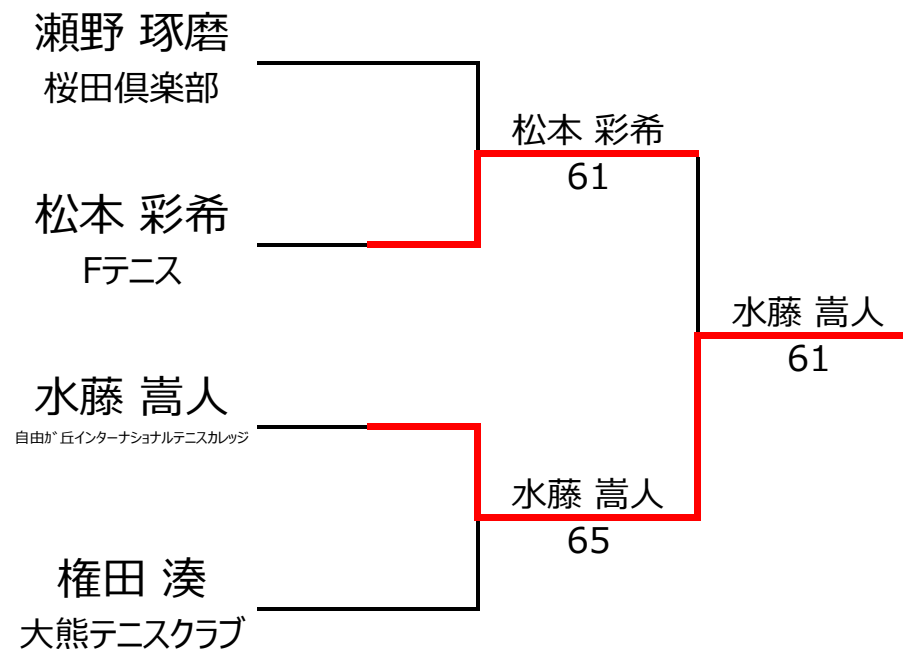 瀬野 琢磨
桜田倶楽部
松本 彩希
61
松本 彩希
Fテニス
水藤 嵩人
61
水藤 嵩人
自由が丘インターナショナルテニスカレッジ
水藤 嵩人
65
権田 湊
大熊テニスクラブ